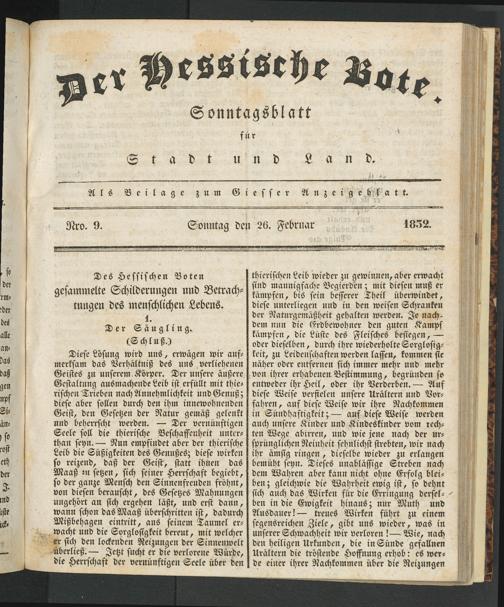 Der Hessische Bote.
Sonntagsblatt
für
Stadt und Land.
Als Beilage zum Giesser Anzeigeblatt.
Nro. 9. Sonntag den 26. Februar 1832.
Des Hessischen Boten
gesammelte Schilderungen und Betrach-
tungen des menschlichen Lebens.
1.
Der Säugling.
(Schluß.)
Diese Lösung wird uns, erwägen wir auf-
merksam das Verhältniß des uns verliehenen
Geistes zu unserem Körper. Der unsere äußere
Gestaltung ausmachende Leib ist erfüllt mit thie-
rischen Trieben nach Annehmlichkeit und Genuß;
diese aber sollen durch den ihm innewohnenden
Geist, den Gesetzen der Natur gemäß gelenkt
und beherrscht werden. — Der vernünftigen
Seele soll die thierische Beschaffenheit unter-
than seyn. — Nun empfindet aber der thierische
Leib die Süßigkeiten des Genußes; diese wirken
so reizend, daß der Geist, statt ihnen das
Maaß zu setzen, sich seiner Herrschaft begiebt,
so der ganze Mensch den Sinnenfreuden fröhnt,
von diesen berauscht, des Gesetzes Mahnungen
ungehört an sich ergehen läßt, und erst dann,
wann schon das Maaß überschritten ist, dadurch
Mißbehagen eintritt, aus seinem Taumel er-
wacht und die Sorglosigkeit bereut, mit welcher
er sich den lockenden Reizungen der Sinnenwelt
überließ. — Jetzt sucht er die verlorene Würde,
die Herrschaft der vernünftigen Seele über den
thierischen Leib wieder zu gewinnen, aber erwacht
sind mannigfache Begierden; mit diesen muß er
kämpfen, bis sein besserer Theil überwindet,
diese unterliegen und in den weisen Schranken
der Naturgemäßheit gehalten werden. Je nach-
dem nun die Erdbewohner den guten Kampf
kämpfen, die Lüste des Fleisches besiegen, —
oder dieselben, durch ihre wiederholte Sorglosig-
keit, zu Leidenschaften werden lassen, kommen sie
näher oder entfernen sich immer mehr und mehr
von ihrer erhabenen Bestimmung, begründen sie
entweder ihr Heil, oder ihr Verderben. — Auf
diese Weise verfielen unsere Urältern und Vor-
fahren, auf diese Weise wir ihre Nachkommen
in Sündhaftigkeit; — auf diese Weise werden
auch unsere Kinder und Kindeskinder vom rech-
ten Wege abirren, und wie jene nach der ur-
sprünglichen Reinheit sehnlichst strebten, wir nach
ihr ämsig ringen, dieselbe wieder zu erlangen
bemüht seyn. Dieses unabläßige Streben nach
dem Wahren aber kann nicht ohne Erfolg blei-
ben; gleichwie die Wahrheit ewig ist, so dehnt
sich auch das Wirken für die Erringung dersel-
ben in die Ewigkeit hinaus; nur Muth und
Ausdauer! — treues Wirken führt zu einem
segensreichen Ziele, gibt uns wieder, was in
unserer Schwachheit wir verloren! — Wie, nach
den heiligen Urkunden, die in Sünde gefallenen
Urältern die tröstende Hoffnung erhob: es wer-
de einer ihrer Nachkommen über die Reizungen